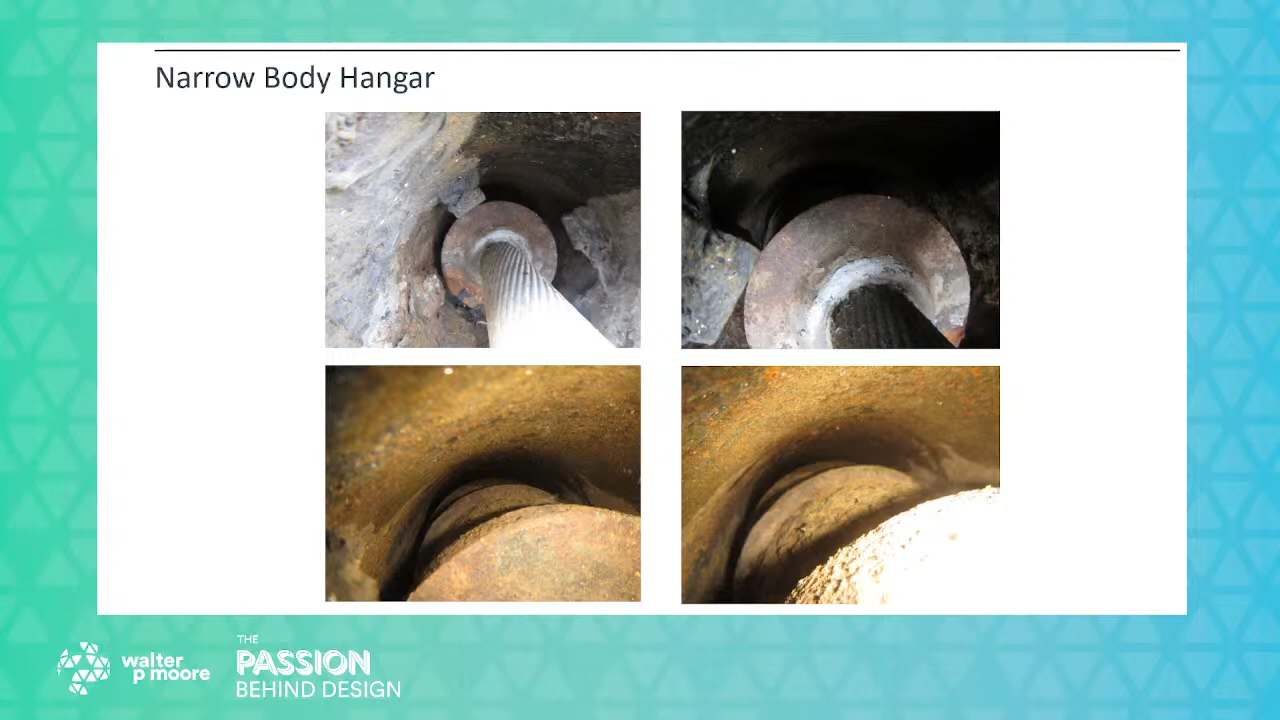 Narrow Body Hangar
walter
p moore
THE
PASSION
BEHIND DESIGN